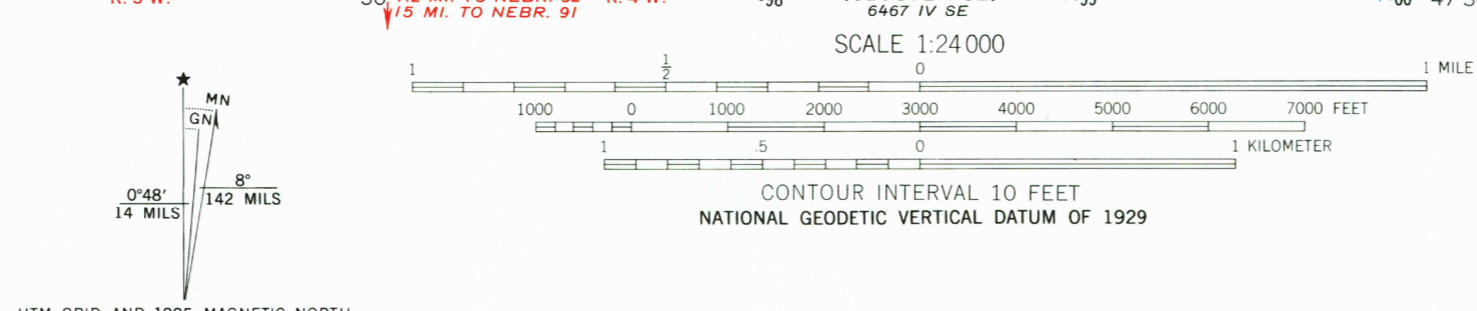 15 MI. TO NEBR. 91
6467 IV SE
SCALE 1:24 000
1 1/2 0 1 MILE
1000 0 1000 2000 3000 4000 5000 6000 7000 FEET
1 .5 0 1 KILOMETER
CONTOUR INTERVAL 10 FEET
NATIONAL GEODETIC VERTICAL DATUM OF 1929
★
MN
GN
0°48′
14 MILS
8°
142 MILS